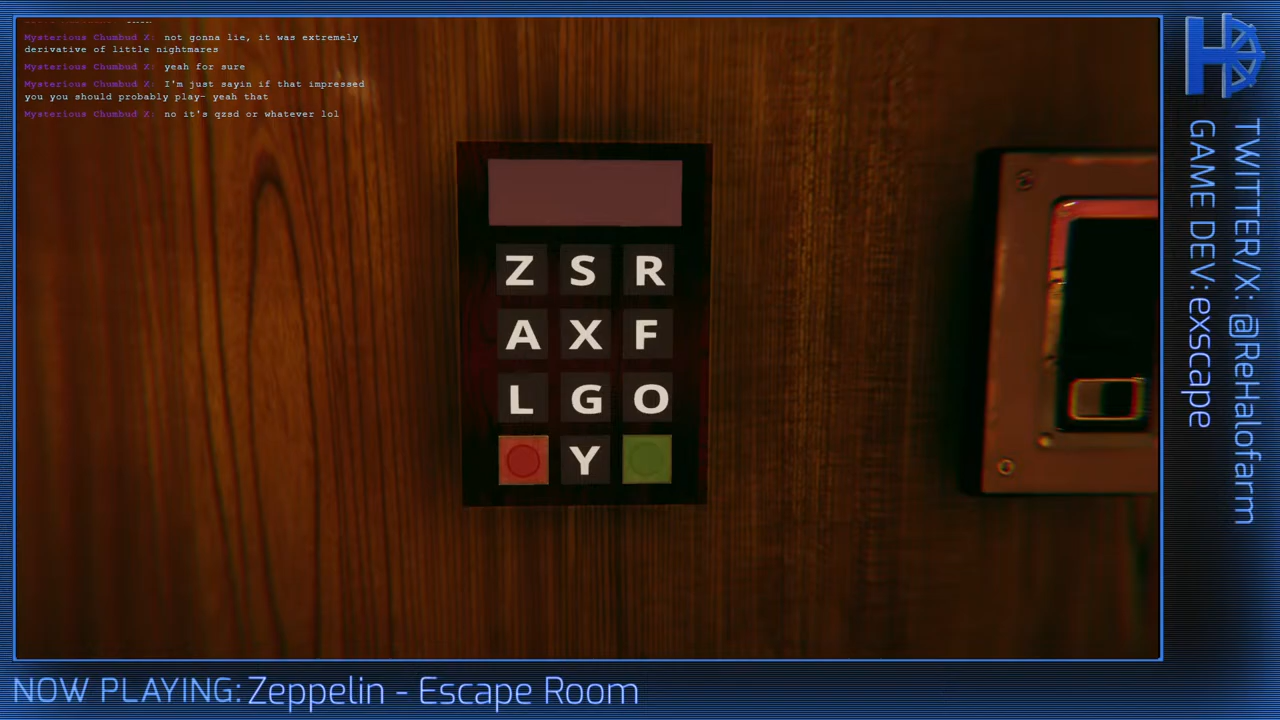 Mysterious Chumbud X: not gonna lie, it was extremely
derivative of little nightmares
Mysterious Chumbud X: yeah for sure
Mysterious Chumbud X: I'm just sayin if that impressed
you you should probably play- yeah that
Mysterious Chumbud X: no it's qzsd or whatever lol
Z S R
A X F
L G O
Y
TWITTER/X: @ReHalofarm
GAME DEV: exscape
NOW PLAYING: Zeppelin - Escape Room